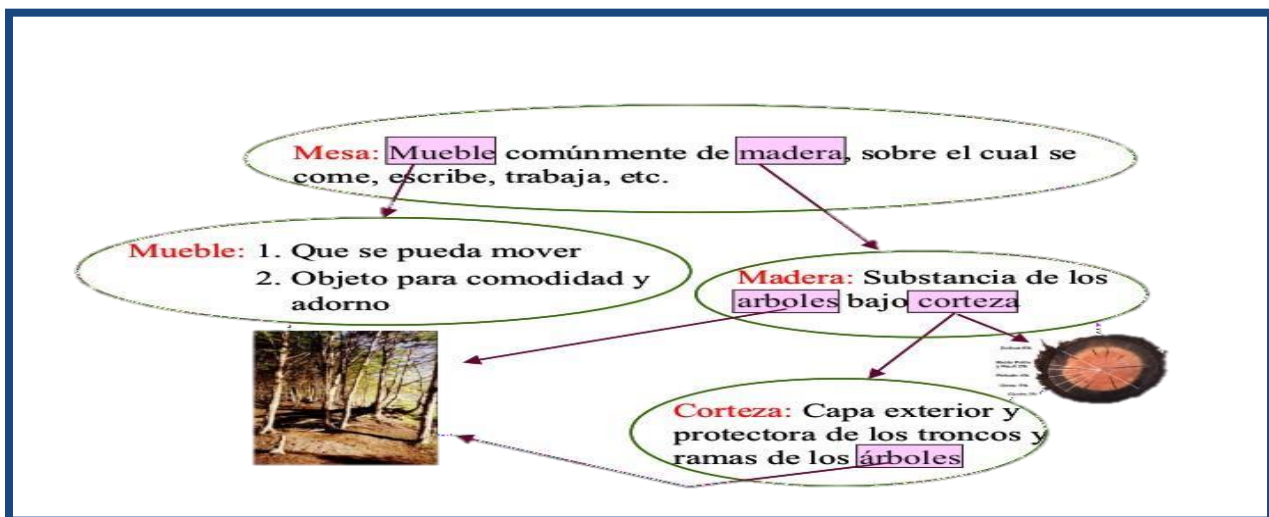 Mesa: Mueble comúnmente de madera, sobre el cual se
come, escribe, trabaja, etc.
Mueble: 1. Que se pueda mover
2. Objeto para comodidad y
adorno
Madera: Substancia de los
arboles bajo corteza
Corteza: Capa exterior y
protectora de los troncos y
ramas de los árboles